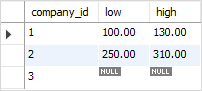 company_id low high
1 100.00 130.00
2 250.00 310.00
3 NULL NULL